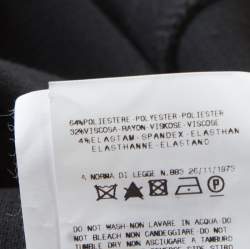 64%POLIESTERE-POLYESTER-POLIESTER
32%VISCOSA-RAYON-VISKOSE-VISCOSE
4%ELASTAM-SPANDEX-ELASTHAN
ELASTHANNE-ELASTAND
A NORMA DI LEGGE N.883 26/11/1973
DO NOT WASH-NON LAVARE IN ACQUA-DO
NOT BLEACH-NON CANDEGGIARE-DO NOT
TUMBLE DRY-NON ASCIUGARE A TAMBURO